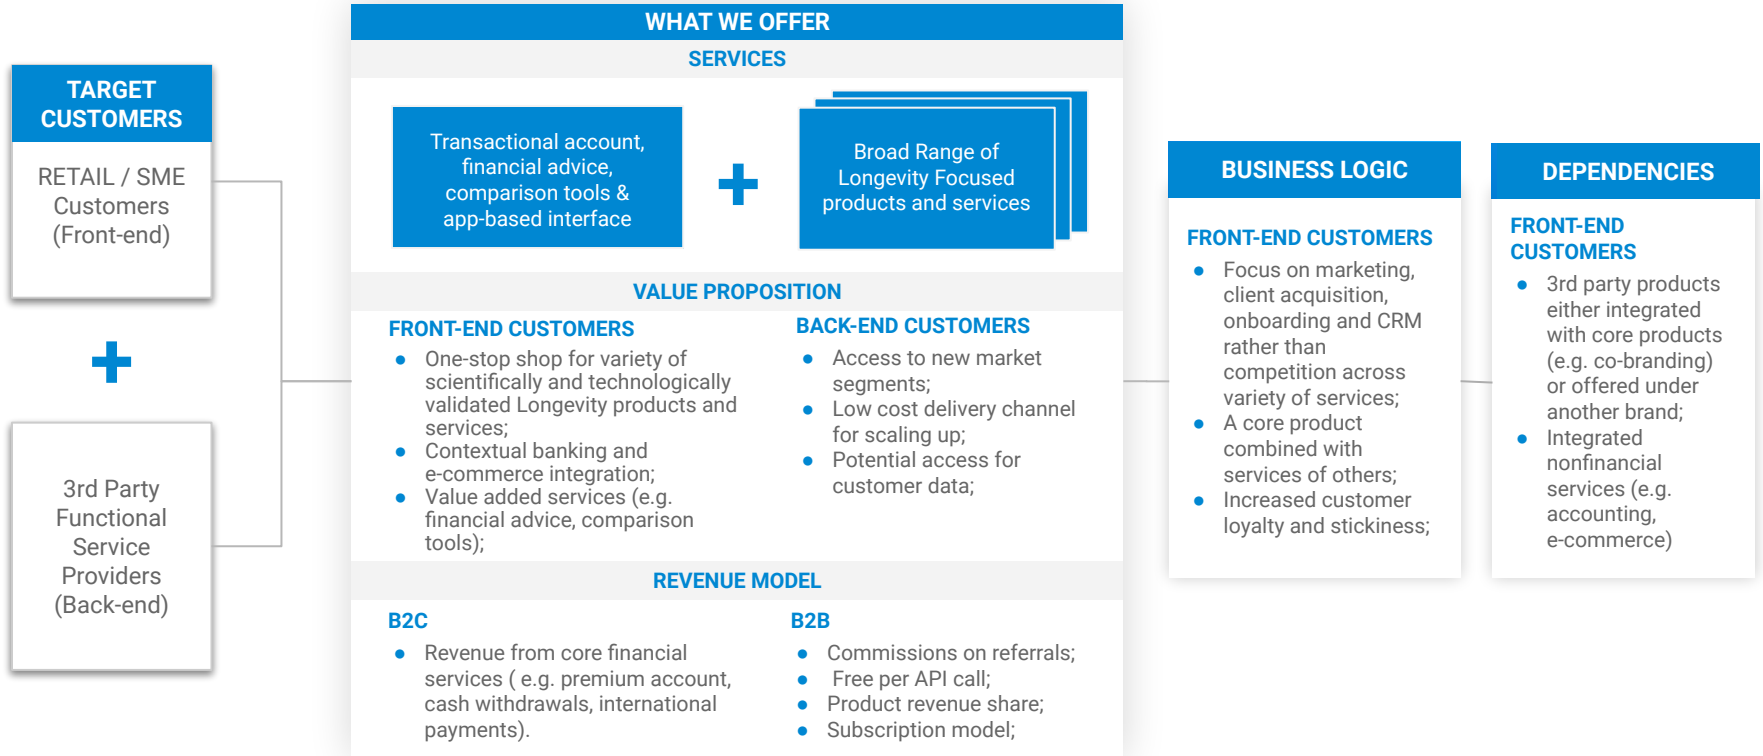 TARGET
CUSTOMERS
RETAIL / SME
Customers
(Front-end)
3rd Party
Functional
Service
Providers
(Back-end)
WHAT WE OFFER
SERVICES
Transactional account,
financial advice,
comparison tools &
app-based interface
Broad Range of
Longevity Focused
products and services
VALUE PROPOSITION
FRONT-END CUSTOMERS
● One-stop shop for variety of
scientifically and technologically
validated Longevity products and
services;
● Contextual banking and
e-commerce integration;
● Value added services (e.g.
financial advice, comparison
tools);
BACK-END CUSTOMERS
● Access to new market
segments;
● Low cost delivery channel
for scaling up;
● Potential access for
customer data;
REVENUE MODEL
B2C
● Revenue from core financial
services ( e.g. premium account,
cash withdrawals, international
payments).
B2B
● Commissions on referrals;
● Free per API call;
● Product revenue share;
● Subscription model;
BUSINESS LOGIC
FRONT-END CUSTOMERS
● Focus on marketing,
client acquisition,
onboarding and CRM
rather than
competition across
variety of services;
● A core product
combined with
services of others;
● Increased customer
loyalty and stickiness;
DEPENDENCIES
FRONT-END
CUSTOMERS
● 3rd party products
either integrated
with core products
(e.g. co-branding)
or offered under
another brand;
● Integrated
nonfinancial
services (e.g.
accounting,
e-commerce)